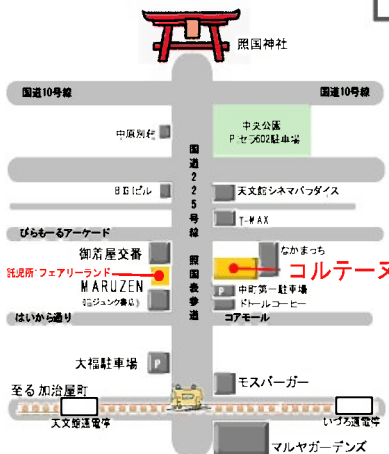 照国神社
国道10号線
国道10号線
中原別荘
中央公園
Pセラ602駐車場
国道225号線 照国表参道
BIGビル
天文館シネマパラダイス
T-MAX
ぴらもーるアーケード
御着屋交番
なかまっち
託児所:フェアリーランド
コルテーヌ
MARUZEN
(旧ジュンク書店)
中町第一駐車場
ドトールコーヒー
はいから通り
コアモール
大福駐車場
P
P
モスバーガー
至る加治屋町
天文館通電停
いづろ通電停
マルヤガーデンズ